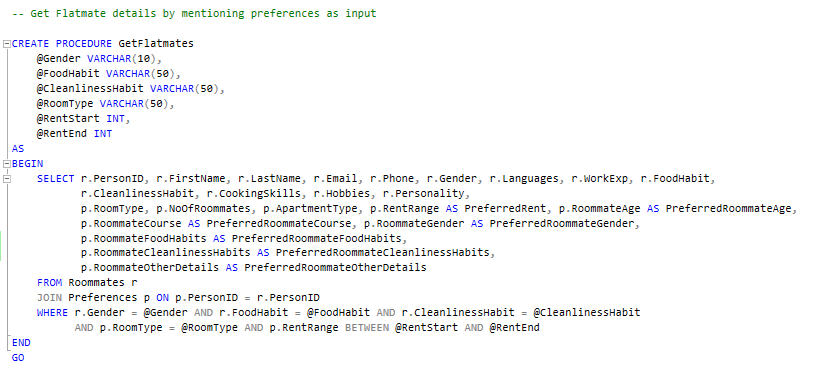 -- Get Flatmate details by mentioning preferences as input
CREATE PROCEDURE GetFlatmates
@Gender VARCHAR(10),
@FoodHabit VARCHAR(50),
@CleanlinessHabit VARCHAR(50),
@RoomType VARCHAR(50),
@RentStart INT,
@RentEnd INT
AS
BEGIN
SELECT r.PersonID, r.FirstName, r.LastName, r.Email, r.Phone, r.Gender, r.Languages, r.WorkExp, r.FoodHabit,
r.CleanlinessHabit, r.CookingSkills, r.Hobbies, r.Personality,
p.RoomType, p.NoOfRoommates, p.ApartmentType, p.RentRange AS PreferredRent, p.RoommateAge AS PreferredRoommateAge,
p.RoommateCourse AS PreferredRoommateCourse, p.RoommateGender AS PreferredRoommateGender,
p.RoommateFoodHabits AS PreferredRoommateFoodHabits,
p.RoommateCleanlinessHabits AS PreferredRoommateCleanlinessHabits,
p.RoommateOtherDetails AS PreferredRoommateOtherDetails
FROM Roommates r
JOIN Preferences p ON p.PersonID = r.PersonID
WHERE r.Gender = @Gender AND r.FoodHabit = @FoodHabit AND r.CleanlinessHabit = @CleanlinessHabit
AND p.RoomType = @RoomType AND p.RentRange BETWEEN @RentStart AND @RentEnd
END
GO